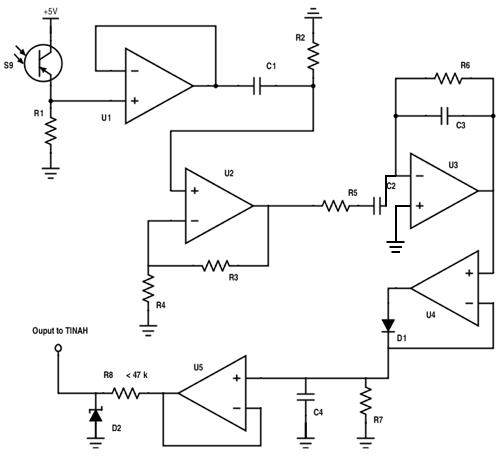 +5V
S9
R1
U1
C1
R2
R6
C3
U3
U2
R5
C2
R3
R4
U4
D1
Ouput to TINAH
R8 < 47 k
U5
D2
C4
R7